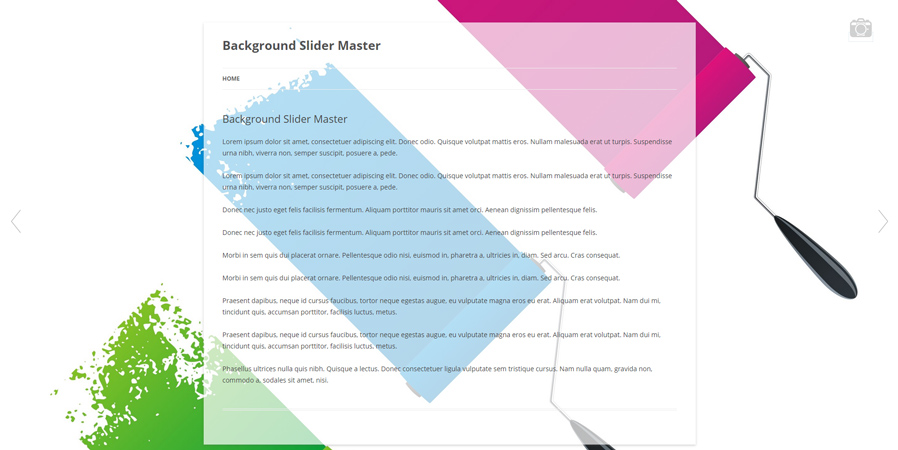 Background Slider Master
HOME
Background Slider Master
Lorem ipsum dolor sit amet, consectetuer adipiscing elit. Donec odio. Quisque volutpat mattis eros. Nullam malesuada erat ut turpis. Suspendisse
urna nibh, viverra non, semper suscipit, posuere a, pede.
Lorem ipsum dolor sit amet, consectetuer adipiscing elit. Donec odio. Quisque volutpat mattis eros. Nullam malesuada erat ut turpis. Suspendisse
urna nibh, viverra non, semper suscipit, posuere a, pede.
Donec nec justo eget felis facilisis fermentum. Aliquam porttitor mauris sit amet orci. Aenean dignissim pellentesque felis.
Donec nec justo eget felis facilisis fermentum. Aliquam porttitor mauris sit amet orci. Aenean dignissim pellentesque felis.
Morbi in sem quis dui placerat ornare. Pellentesque odio nisi, euismod in, pharetra a, ultricies in, diam. Sed arcu. Cras consequat.
Morbi in sem quis dui placerat ornare. Pellentesque odio nisi, euismod in, pharetra a, ultricies in, diam. Sed arcu. Cras consequat.
Praesent dapibus, neque id cursus faucibus, tortor neque egestas augue, eu vulputate magna eros eu erat. Aliquam erat volutpat. Nam dui mi,
tincidunt quis, accumsan porttitor, facilisis luctus, metus.
Praesent dapibus, neque id cursus faucibus, tortor neque egestas augue, eu vulputate magna eros eu erat. Aliquam erat volutpat. Nam dui mi,
tincidunt quis, accumsan porttitor, facilisis luctus, metus.
Phasellus ultrices nulla quis nibh. Quisque a lectus. Donec consectetuer ligula vulputate sem tristique cursus. Nam nulla quam, gravida non,
commodo a, sodales sit amet, nisi.